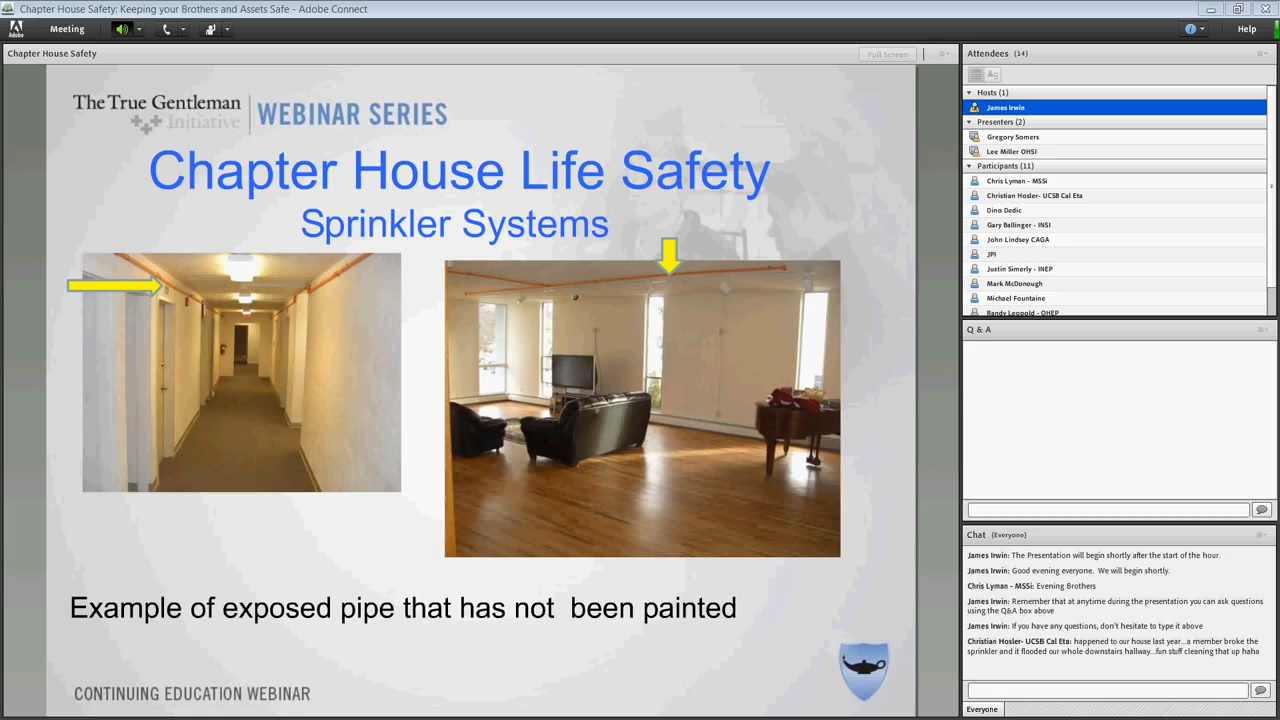 Chapter House Safety: Keeping your Brothers and Assets Safe - Adobe Connect
Adobe
Meeting
Help
Chapter House Safety
Full Screen
The True Gentleman
Initiative
WEBINAR SERIES
Chapter House Life Safety
Sprinkler Systems
Example of exposed pipe that has not been painted
CONTINUING EDUCATION WEBINAR
Attendees (14)
Hosts (1)
James Irwin
Presenters (2)
Gregory Somers
Lee Miller OHSI
Participants (11)
Chris Lyman - MSSi
Christian Hosler- UCSB Cal Eta
Dino Dedic
Gary Ballinger - INSI
John Lindsey CAGA
JPI
Justin Simerly - INEP
Mark McDonough
Michael Fountaine
Randy Leopold - OHEP
Q & A
Chat (Everyone)
James Irwin: The Presentation will begin shortly after the start of the hour.
James Irwin: Good evening everyone. We will begin shortly.
Chris Lyman - MSSi: Evening Brothers
James Irwin: Remember that at anytime during the presentation you can ask questions
using the Q&A box above
James Irwin: If you have any questions, don't hesitate to type it above
Christian Hosler- UCSB Cal Eta: happened to our house last year...a member broke the
sprinkler and it flooded our whole downstairs hallway...fun stuff cleaning that up haha
Everyone